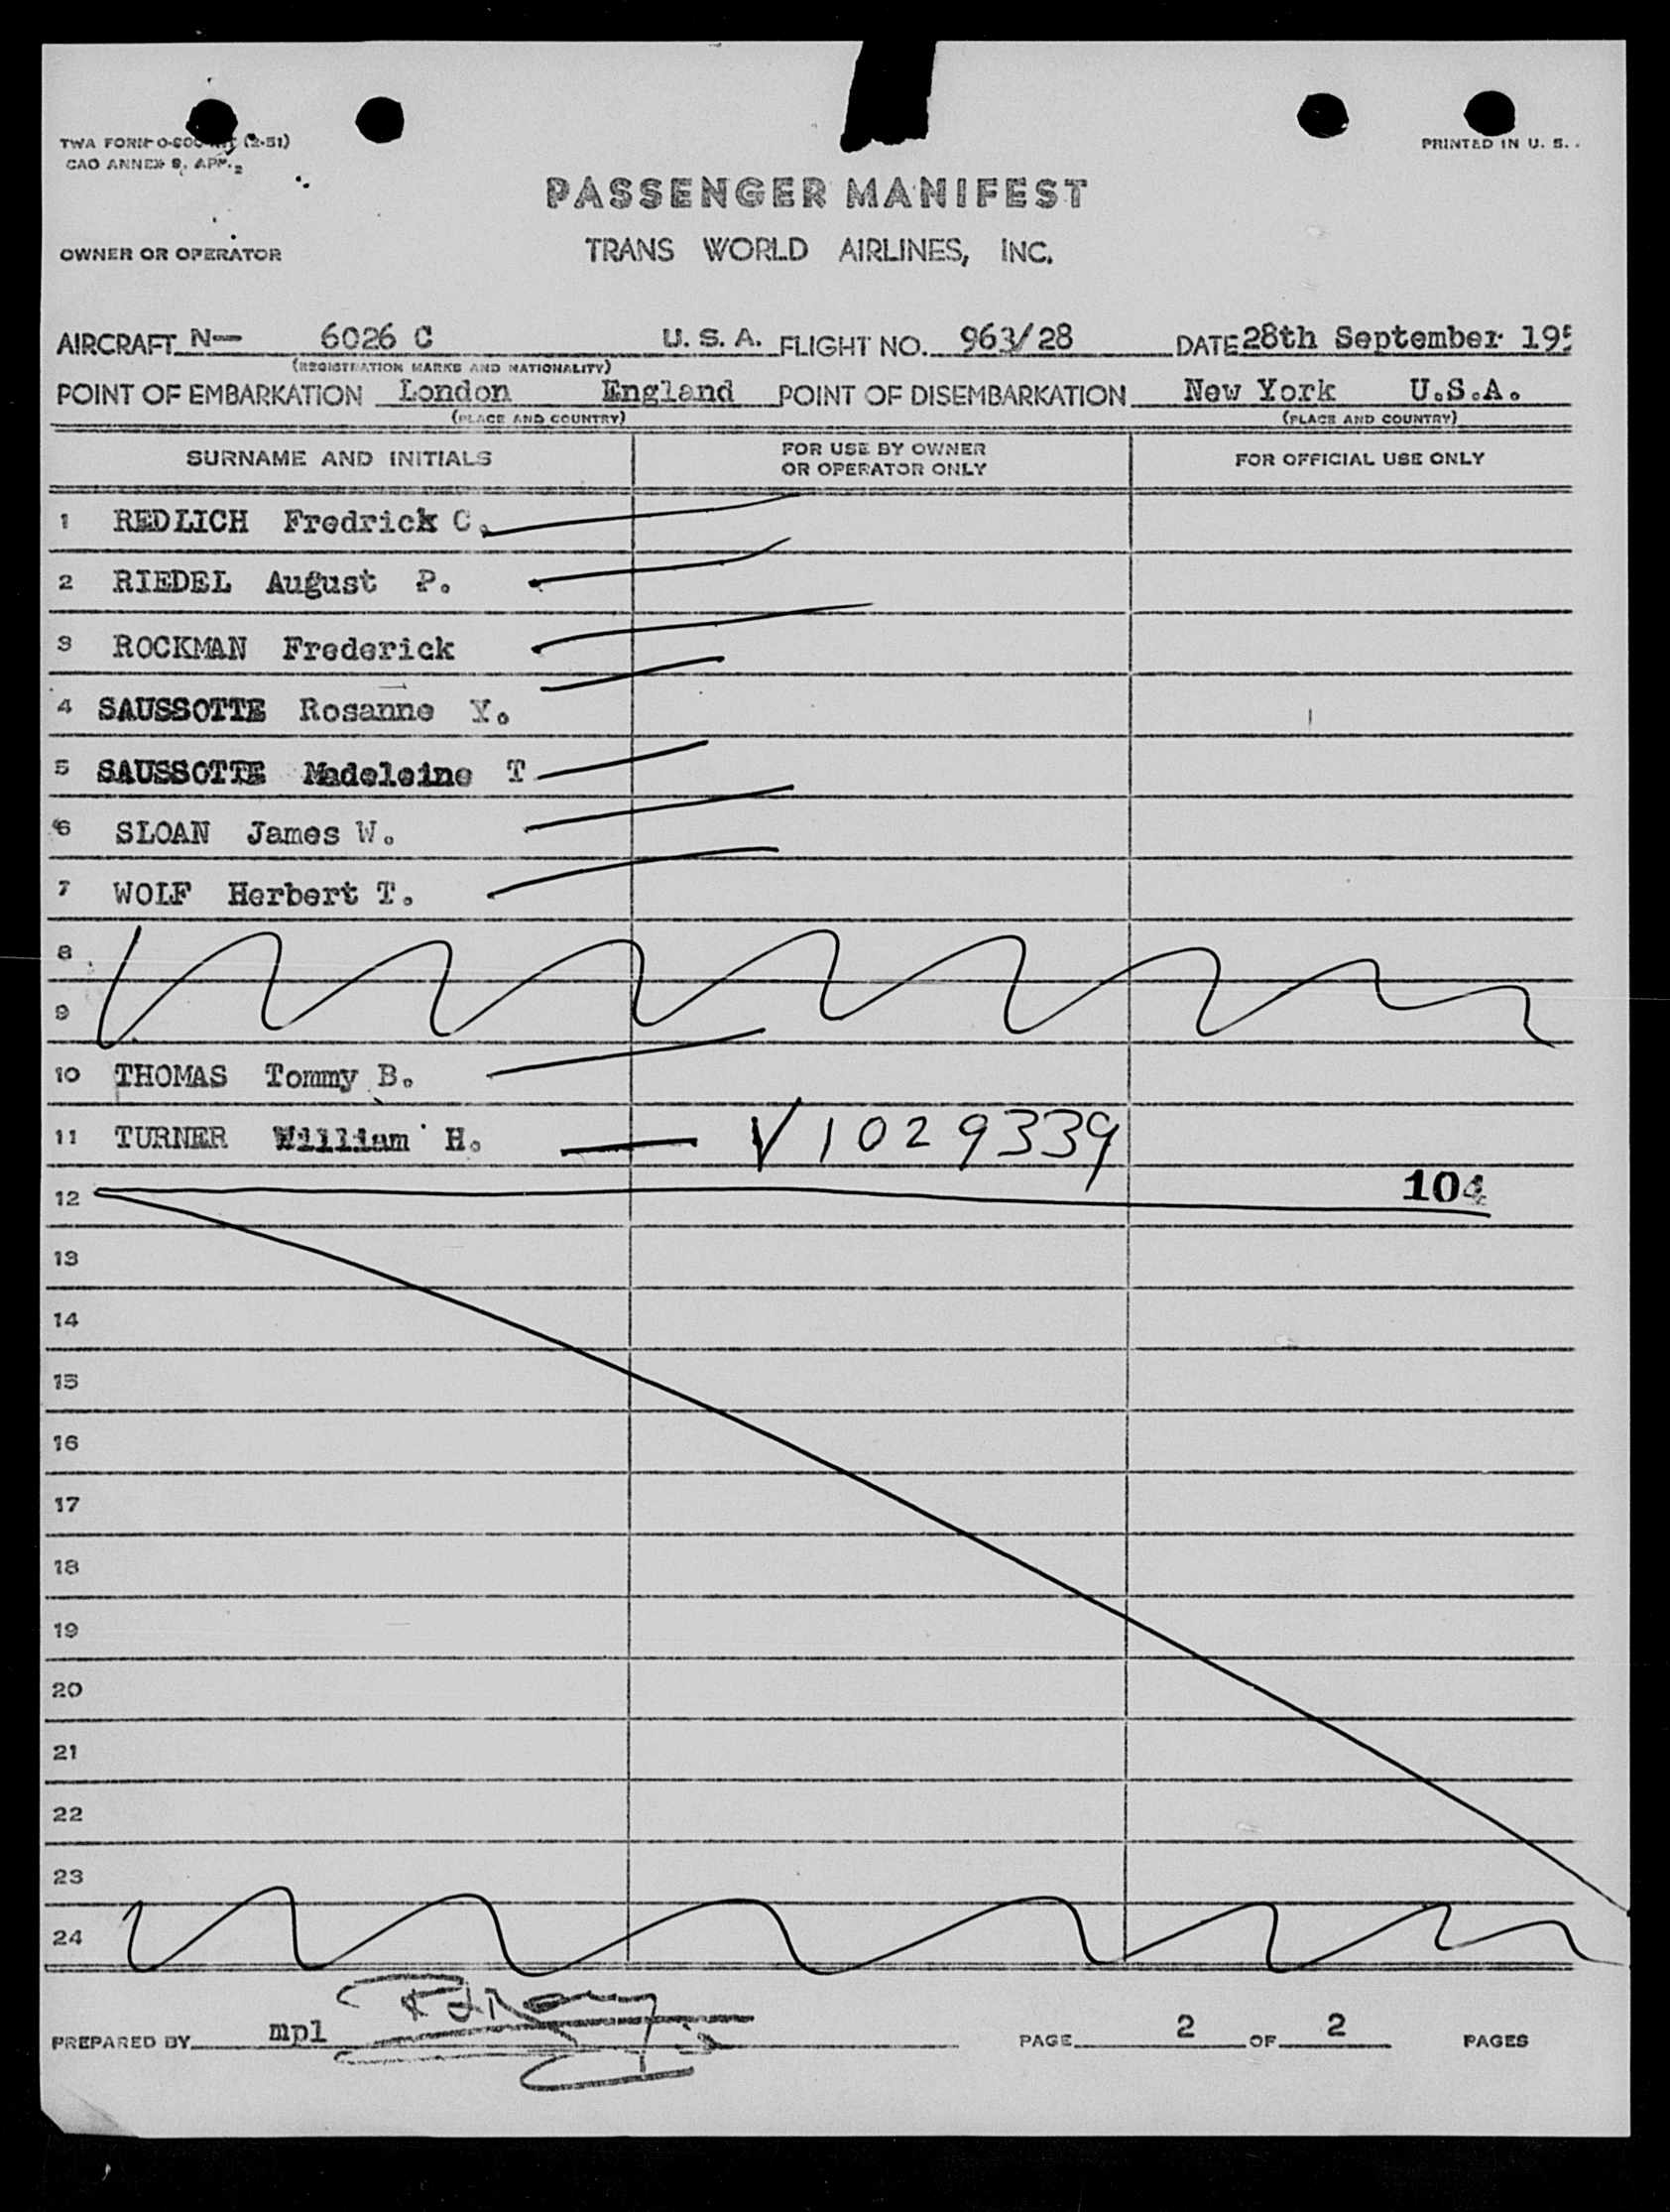 TWA FORM O-
(2-51)
PRINTED IN U. S.
CAO ANNEX 9, APP. 2
PASSENGER MANIFEST
OWNER OR OPERATOR
TRANS WORLD AIRLINES, INC.
AIRCRAFT N— 6026 C U. S. A. FLIGHT NO. 963/28 DATE 28th September 195
(REGISTRATION MARKS AND NATIONALITY)
POINT OF EMBARKATION London England POINT OF DISEMBARKATION New York U.S.A.
(PLACE AND COUNTRY) (PLACE AND COUNTRY)
SURNAME AND INITIALS
FOR USE BY OWNER
OR OPERATOR ONLY
FOR OFFICIAL USE ONLY
1 REDLICH Fredrick C.
2 RIEDEL August P.
3 ROCKMAN Frederick
4 SAUSSOTTE Rosanne Y.
5 SAUSSOTTE Madeleine T
6 SLOAN James W.
7 WOLF Herbert T.
8
9
10 THOMAS Tommy B.
11 TURNER William H. — V1029339
12 104
13
14
15
16
17
18
19
20
21
22
23
24
PREPARED BY mpl PAGE 2 OF 2 PAGES